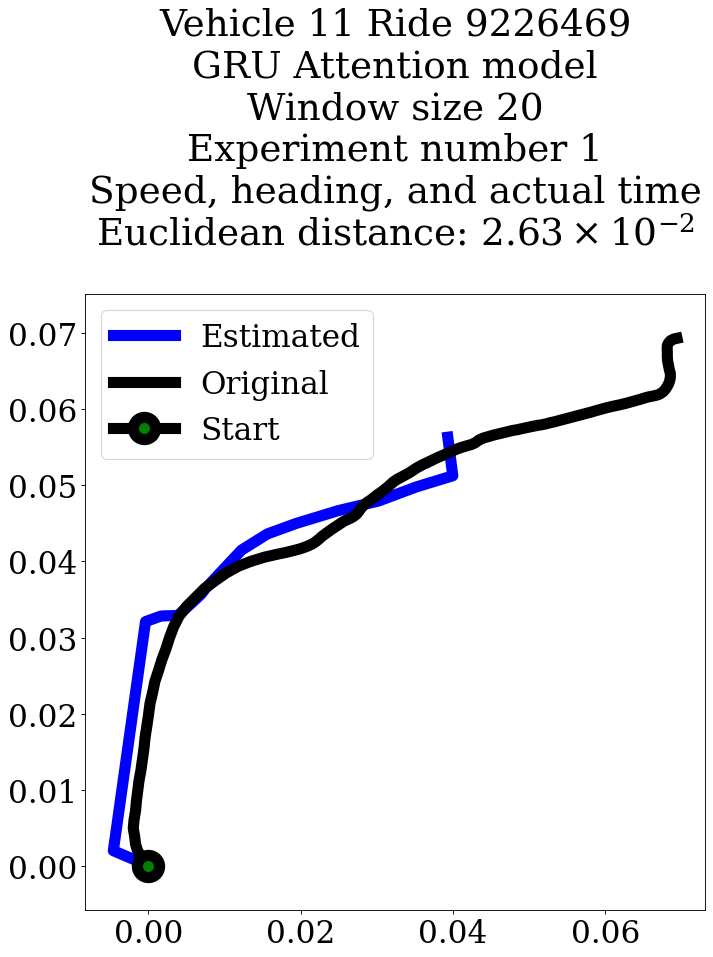 Vehicle 11 Ride 9226469
GRU Attention model
Window size 20
Experiment number 1
Speed, heading, and actual time
Euclidean distance: 2.63 × 10⁻²
Estimated
Original
Start
0.07
0.06
0.05
0.04
0.03
0.02
0.01
0.00
0.00 0.02 0.04 0.06